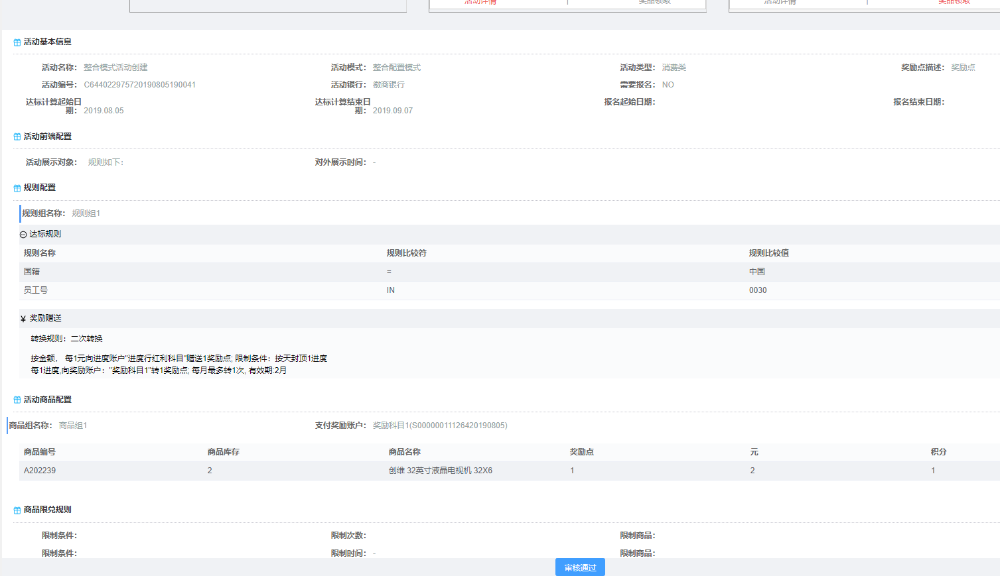 活动详情 | 奖品领取 活动详情 | 奖品领取
活动基本信息
活动名称： 整合模式活动创建 活动模式： 整合配置模式 活动类型： 消费类 奖励点描述： 奖励点
活动编号： C644022975720190805190041 活动银行： 徽商银行 需要报名： NO
达标计算起始日期： 2019.08.05 达标计算结束日期： 2019.09.07 报名起始日期： 报名结束日期：
活动前端配置
活动展示对象： 规则如下： 对外展示时间： -
规则配置
规则组名称： 规则组1
达标规则
规则名称 规则比较符 规则比较值
国籍 = 中国
员工号 IN 0030
¥ 奖励赠送
转换规则：二次转换
按金额， 每1元向进度账户"进度行红利科目"赠送1奖励点; 限制条件：按天封顶1进度
每1进度,向奖励账户："奖励科目1"转1奖励点; 每月最多转1次, 有效期:2月
活动商品配置
商品组名称： 商品组1 支付奖励账户： 奖励科目1(S00000011126420190805)
商品编号 商品库存 商品名称 奖励点 元 积分
A202239 2 创维 32英寸液晶电视机 32X6 1 2 1
商品限兑规则
限制条件： 限制次数： 限制商品：
限制条件： 限制时间： - 限制商品：
审核通过